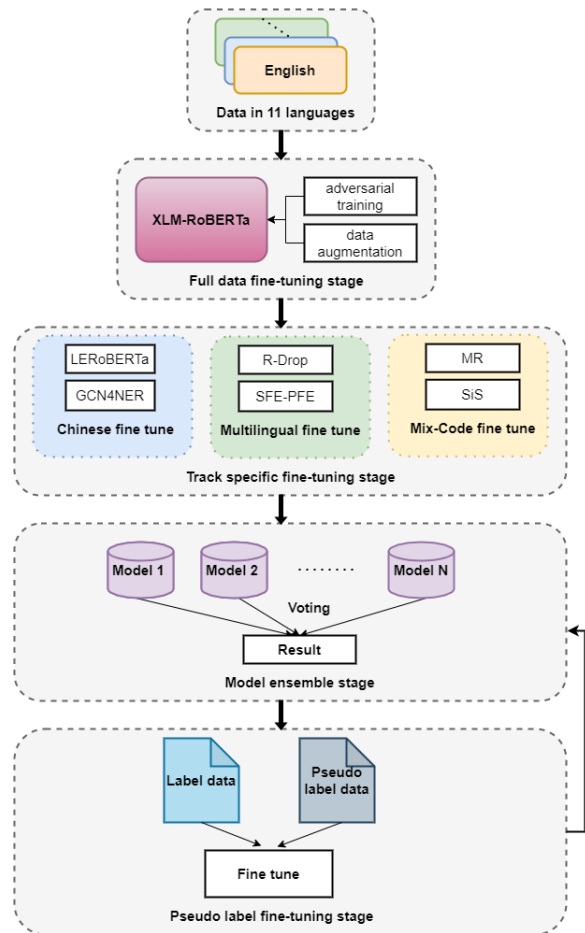 English
Data in 11 languages
XLM-RoBERTa
adversarial
training
data
augmentation
Full data fine-tuning stage
LERoBERTa
GCN4NER
Chinese fine tune
R-Drop
SFE-PFE
Multilingual fine tune
MR
SiS
Mix-Code fine tune
Track specific fine-tuning stage
Model 1
Model 2
........
Model N
Voting
Result
Model ensemble stage
Label data
Pseudo
label data
Fine tune
Pseudo label fine-tuning stage